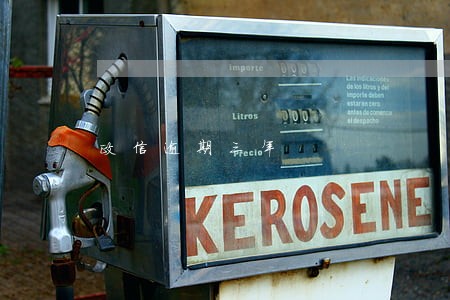 Importe
Las indicaciones
de los litros y del
importe deben
estar en cero
antes de comenzar
el despacho
Litros
000
Precio
政 信 近 期 三 年
KEROSENE